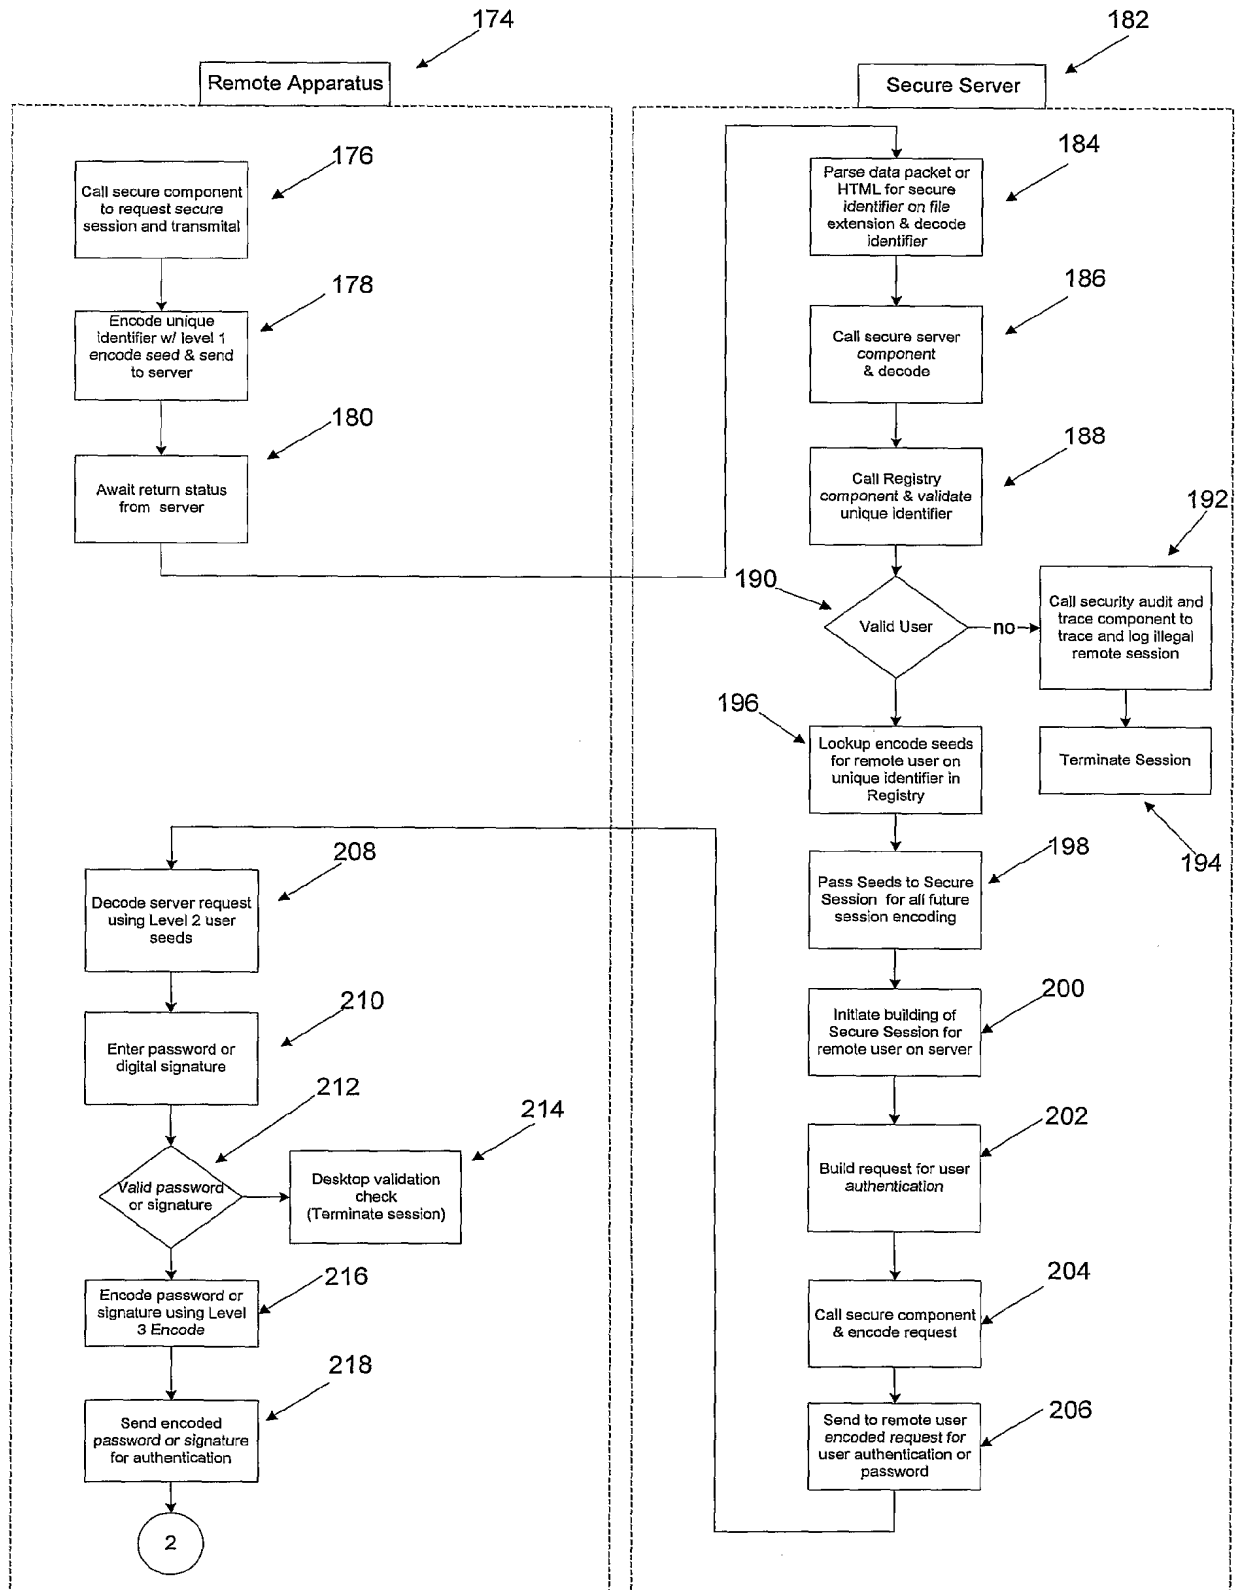 174
Remote Apparatus
176
Call secure component
to request secure
session and transmital
178
Encode unique
identifier w/ level 1
encode seed & send
to server
180
Await return status
from server
182
Secure Server
184
Parse data packet or
HTML for secure
identifier on file
extension & decode
identifier
186
Call secure server
component
& decode
188
Call Registry
component & validate
unique identifier
190
Valid User
no
192
Call security audit and
trace component to
trace and log illegal
remote session
Terminate Session
194
196
Lookup encode seeds
for remote user on
unique identifier in
Registry
198
Pass Seeds to Secure
Session for all future
session encoding
200
Initiate building of
Secure Session for
remote user on server
202
Build request for user
authentication
204
Call secure component
& encode request
206
Send to remote user
encoded request for
user authentication or
password
208
Decode server request
using Level 2 user
seeds
210
Enter password or
digital signature
212
Valid password
or signature
214
Desktop validation
check
(Terminate session)
216
Encode password or
signature using Level
3 Encode
218
Send encoded
password or signature
for authentication
2